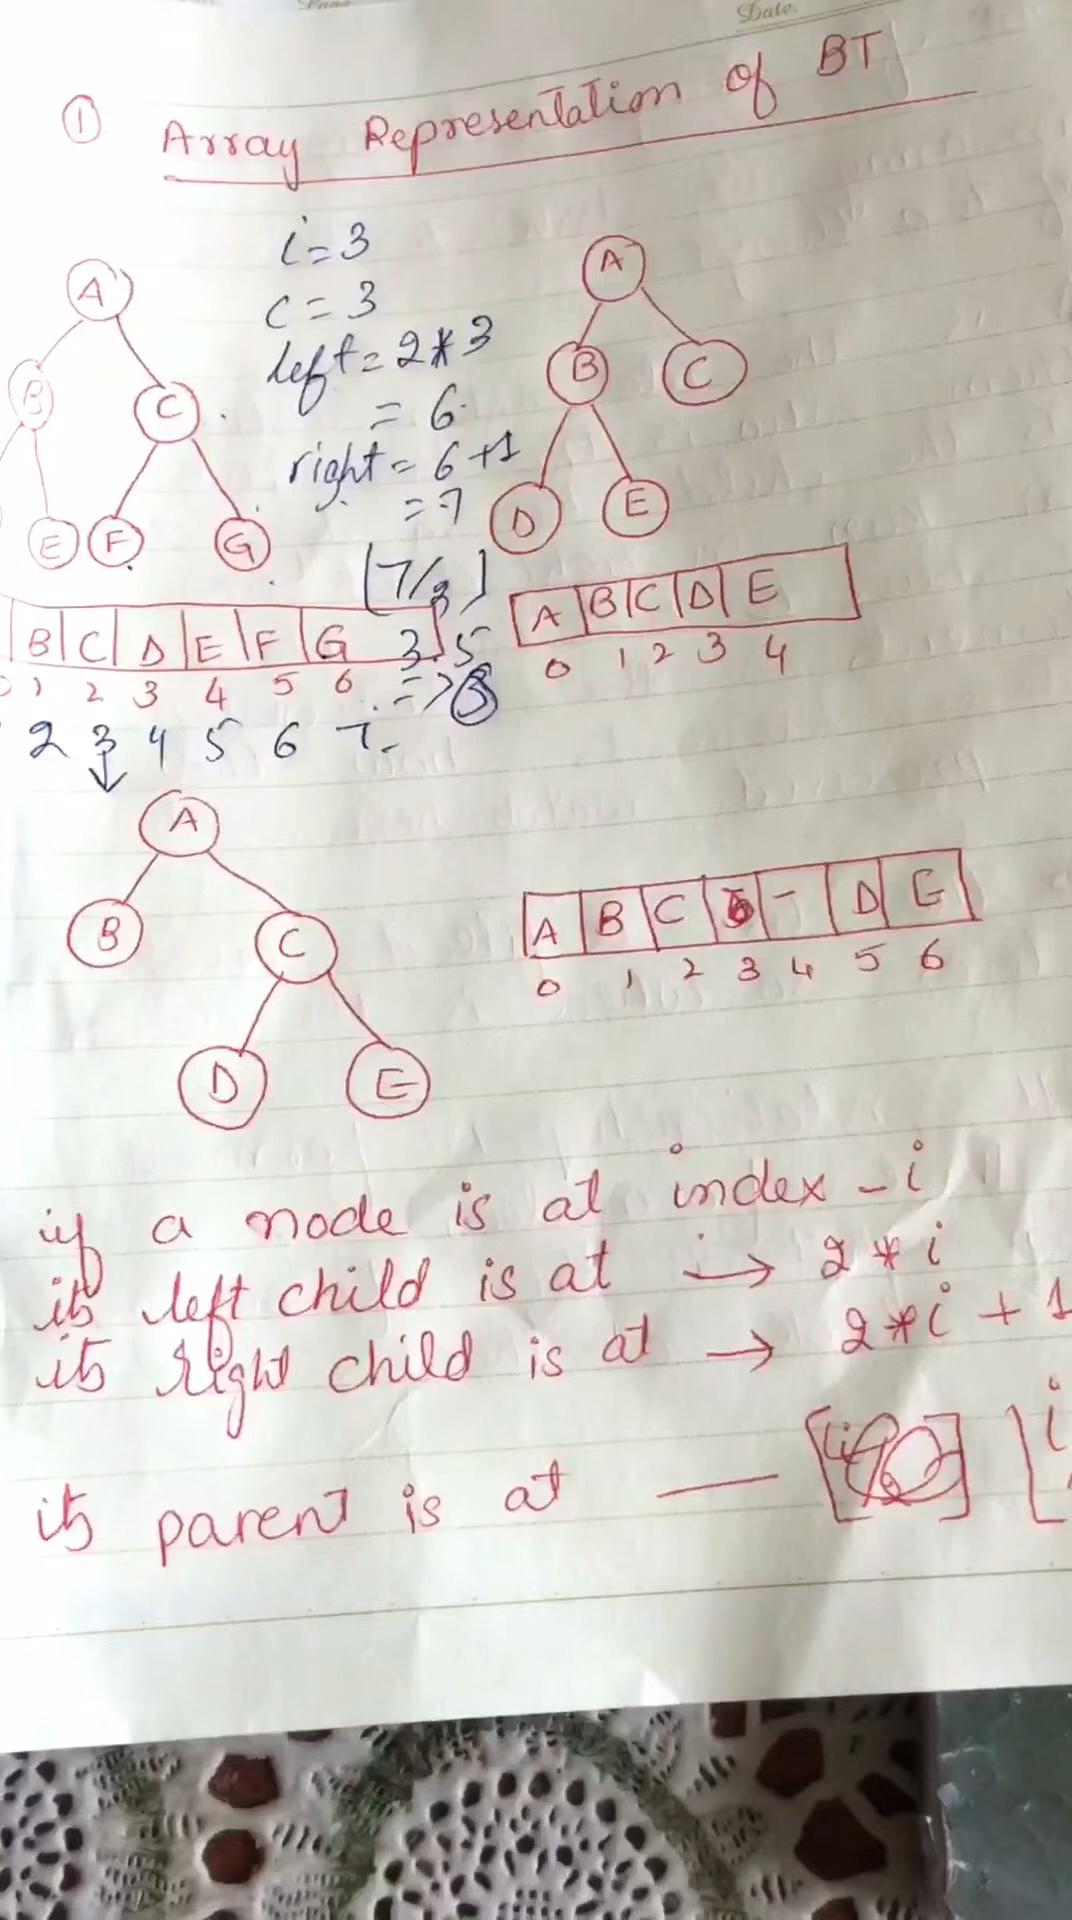 Date.
① Array Representation of BT
i = 3
c = 3
left = 2 * 3
= 6
right = 6 + 1
= 7
A
B C
E F G
A
B C
D E
[7/2]
B C D E F G
1 2 3 4 5 6
2 3 4 5 6 7
3.5
=> 3
A B C D E
0 1 2 3 4
A
B C
D E
A B C - D E
0 1 2 3 4 5 6
if a node is at index - i
its left child is at → 2 * i
its right child is at → 2 * i + 1
its parent is at — [i